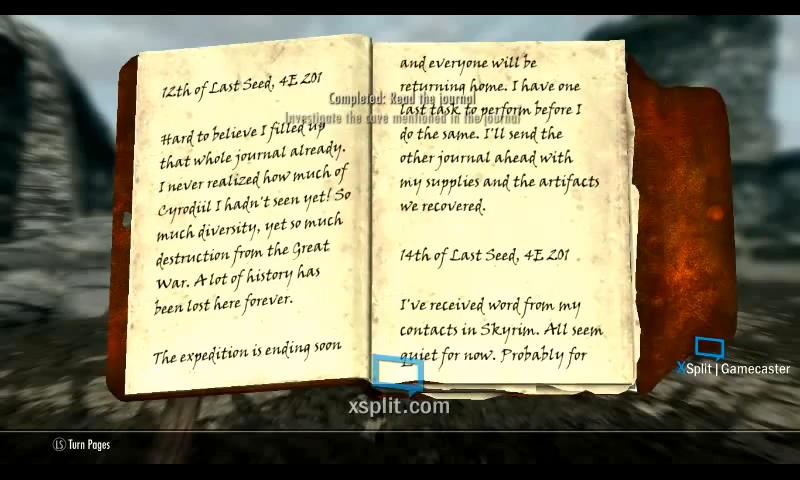 12th of Last Seed, 4E 201
Hard to believe I filled up
that whole journal already.
I never realized how much of
Cyrodiil I hadn't seen yet! So
much diversity, yet so much
destruction from the Great
War. A lot of history has
been lost here forever.
The expedition is ending soon
and everyone will be
returning home. I have one
last task to perform before I
do the same. I'll send the
other journal ahead with
my supplies and the artifacts
we recovered.
14th of Last Seed, 4E 201
I've received word from my
contacts in Skyrim. All seem
quiet for now. Probably for
Completed: Read the journal
Investigate the cave mentioned in the journal
XSplit | Gamecaster
xsplit.com
LS Turn Pages